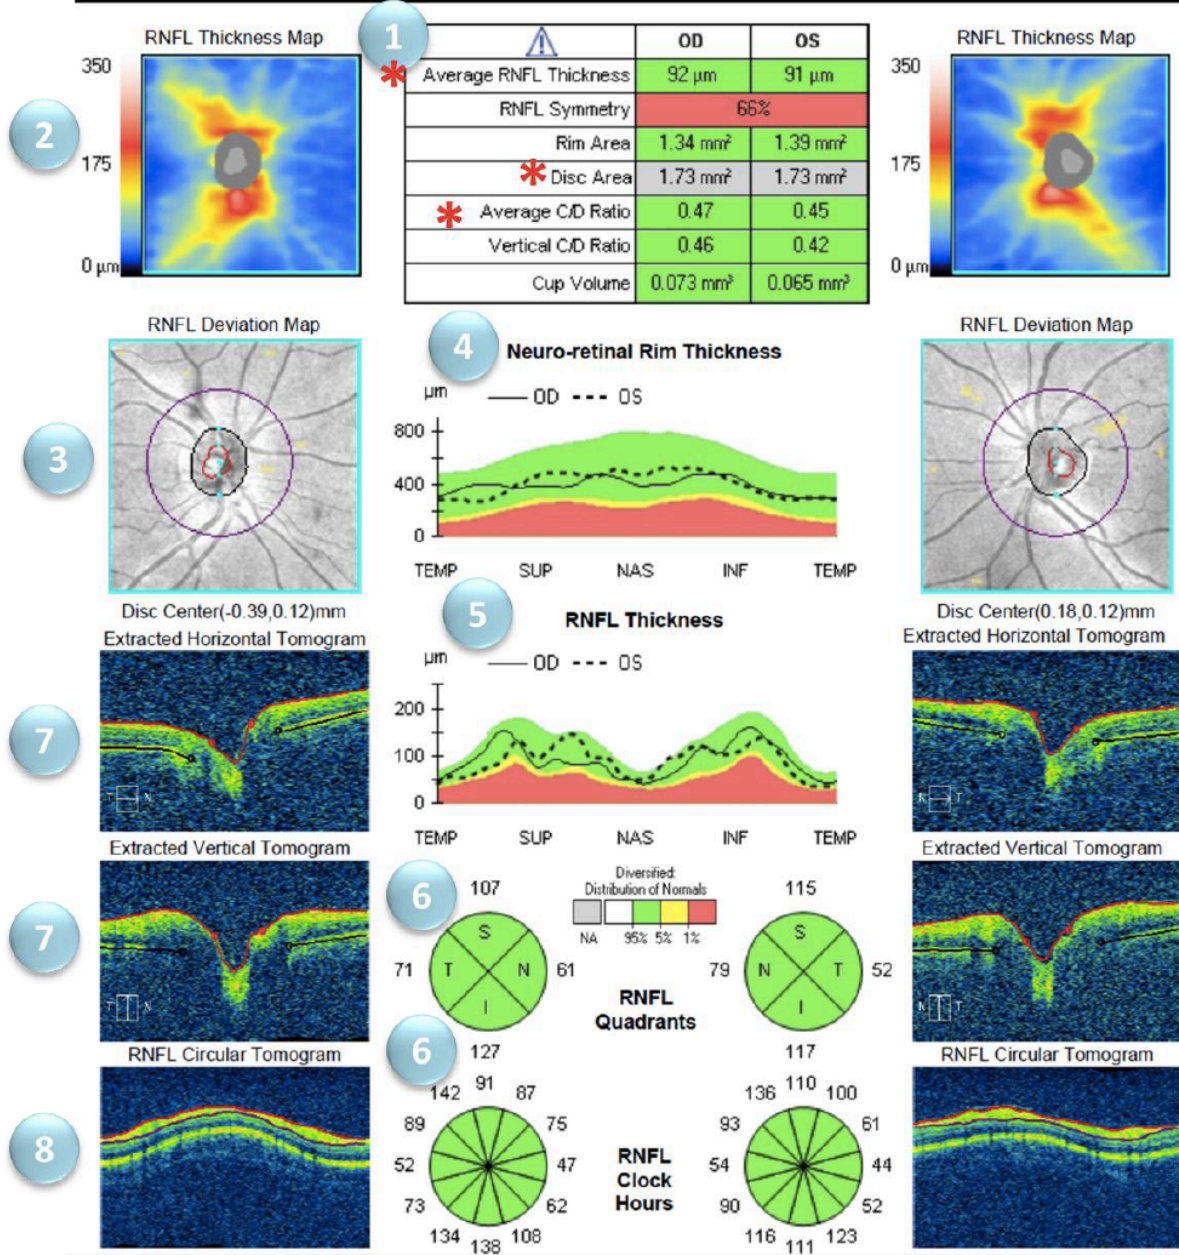 1
RNFL Thickness Map
OD OS
RNFL Thickness Map
350
* Average RNFL Thickness 92 µm 91 µm
350
RNFL Symmetry 66%
2
175
Rim Area 1.34 mm² 1.39 mm²
175
* Disc Area 1.73 mm² 1.73 mm²
* Average C/D Ratio 0.47 0.45
Vertical C/D Ratio 0.46 0.42
0 µm
Cup Volume 0.073 mm³ 0.065 mm³
0 µm
RNFL Deviation Map
RNFL Deviation Map
4
Neuro-retinal Rim Thickness
µm
OD OS
3
800
400
0
TEMP SUP NAS INF TEMP
Disc Center(-0.39,0.12)mm
Disc Center(0.18,0.12)mm
5
RNFL Thickness
Extracted Horizontal Tomogram
Extracted Horizontal Tomogram
µm
OD OS
7
200
100
0
T N
N T
TEMP SUP NAS INF TEMP
Extracted Vertical Tomogram
Extracted Vertical Tomogram
6
Diversified:
Distribution of Normals
NA 95% 5% 1%
7
107
S
71 T N 61
I
127
115
S
79 N T 52
I
117
RNFL
Quadrants
T N
N T
RNFL Circular Tomogram
RNFL Circular Tomogram
6
8
142 91 87
89 75
52 47
73 62
134 138 108
RNFL
Clock
Hours
136 110 100
93 61
54 44
90 52
116 111 123